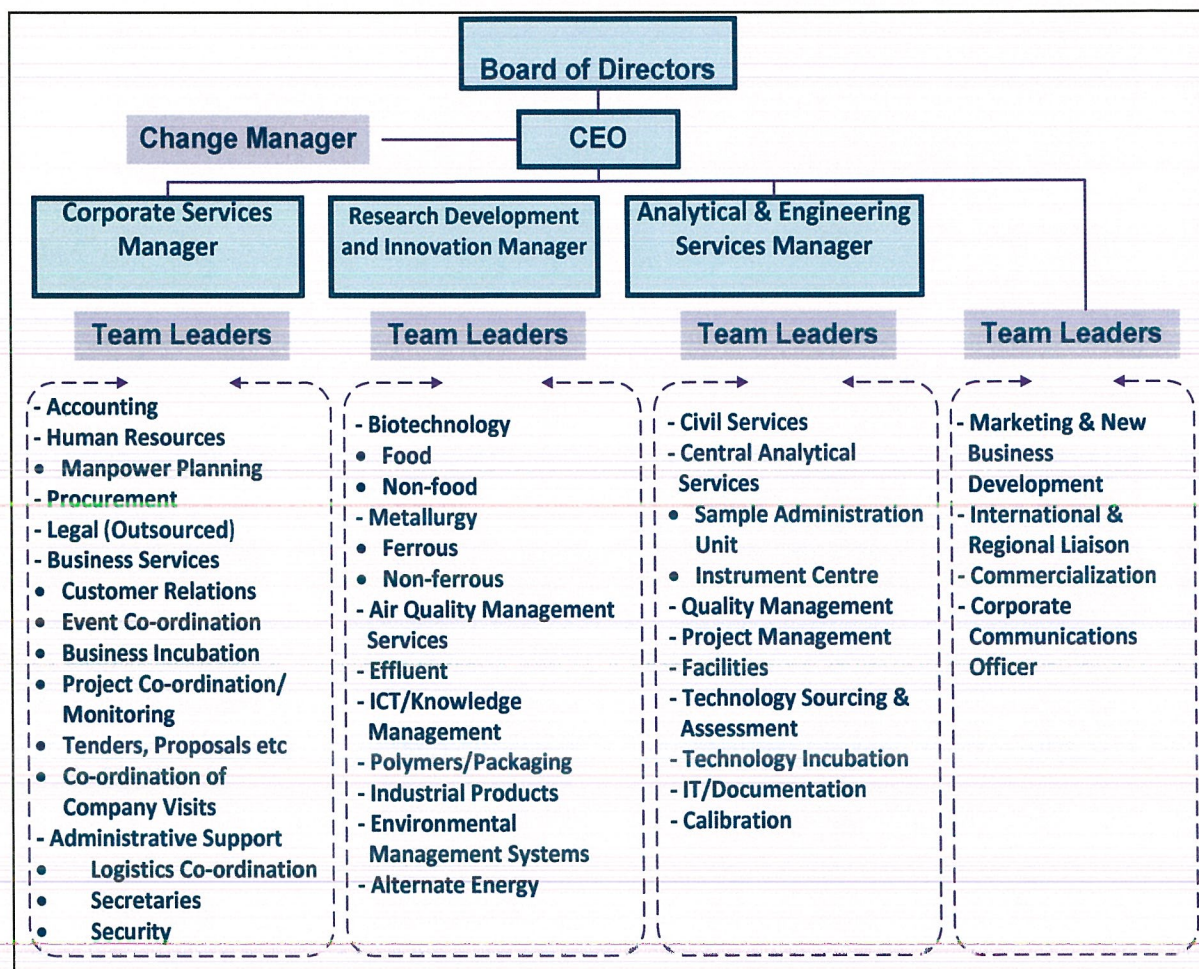 Board of Directors
Change Manager
CEO
Corporate Services
Manager
Research Development
and Innovation Manager
Analytical & Engineering
Services Manager
Team Leaders
- Accounting
- Human Resources
• Manpower Planning
- Procurement
- Legal (Outsourced)
- Business Services
• Customer Relations
• Event Co-ordination
• Business Incubation
• Project Co-ordination/
Monitoring
• Tenders, Proposals etc
• Co-ordination of
Company Visits
- Administrative Support
• Logistics Co-ordination
• Secretaries
• Security
Team Leaders
- Biotechnology
• Food
• Non-food
- Metallurgy
• Ferrous
• Non-ferrous
- Air Quality Management
Services
- Effluent
- ICT/Knowledge
Management
- Polymers/Packaging
- Industrial Products
- Environmental
Management Systems
- Alternate Energy
Team Leaders
- Civil Services
- Central Analytical
Services
• Sample Administration
Unit
• Instrument Centre
- Quality Management
- Project Management
- Facilities
- Technology Sourcing &
Assessment
- Technology Incubation
- IT/Documentation
- Calibration
Team Leaders
- Marketing & New
Business
Development
- International &
Regional Liaison
- Commercialization
- Corporate
Communications
Officer